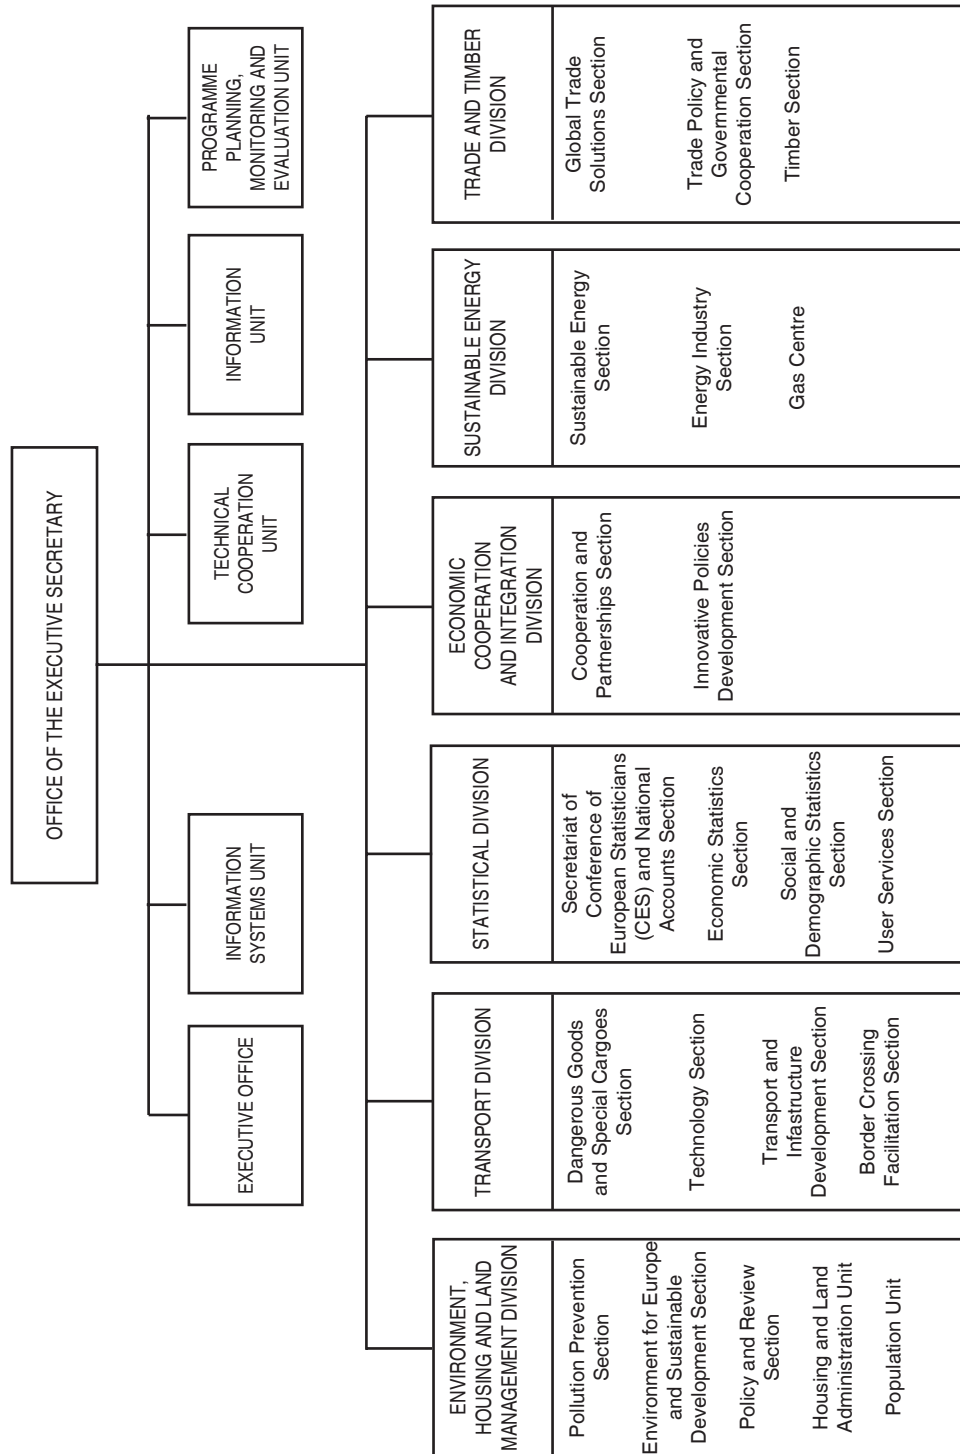 OFFICE OF THE EXECUTIVE SECRETARY
EXECUTIVE OFFICE
INFORMATION
SYSTEMS UNIT
TECHNICAL
COOPERATION
UNIT
INFORMATION
UNIT
PROGRAMME
PLANNING,
MONITORING AND
EVALUATION UNIT
ENVIRONMENT,
HOUSING AND LAND
MANAGEMENT DIVISION
Pollution Prevention
Section
Environment for Europe
and Sustainable
Development Section
Policy and Review
Section
Housing and Land
Administration Unit
Population Unit
TRANSPORT DIVISION
Dangerous Goods
and Special Cargoes
Section
Technology Section
Transport and
Infastructure
Development Section
Border Crossing
Facilitation Section
STATISTICAL DIVISION
Secretariat of
Conference of
European Statisticians
(CES) and National
Accounts Section
Economic Statistics
Section
Social and
Demographic Statistics
Section
User Services Section
ECONOMIC
COOPERATION
AND INTEGRATION
DIVISION
Cooperation and
Partnerships Section
Innovative Policies
Development Section
SUSTAINABLE ENERGY
DIVISION
Sustainable Energy
Section
Energy Industry
Section
Gas Centre
TRADE AND TIMBER
DIVISION
Global Trade
Solutions Section
Trade Policy and
Governmental
Cooperation Section
Timber Section